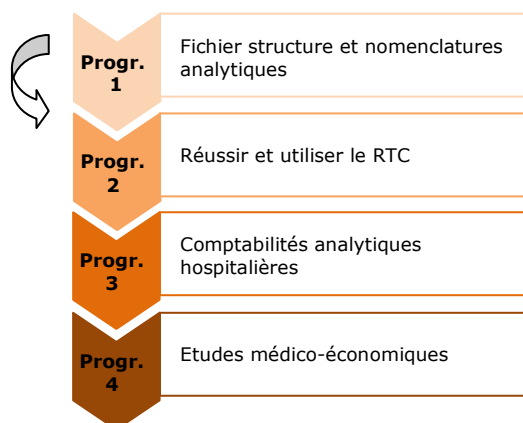 Progr.
1
Fichier structure et nomenclatures
analytiques
Progr.
2
Réussir et utiliser le RTC
Progr.
3
Comptabilités analytiques
hospitalières
Progr.
4
Etudes médico-économiques